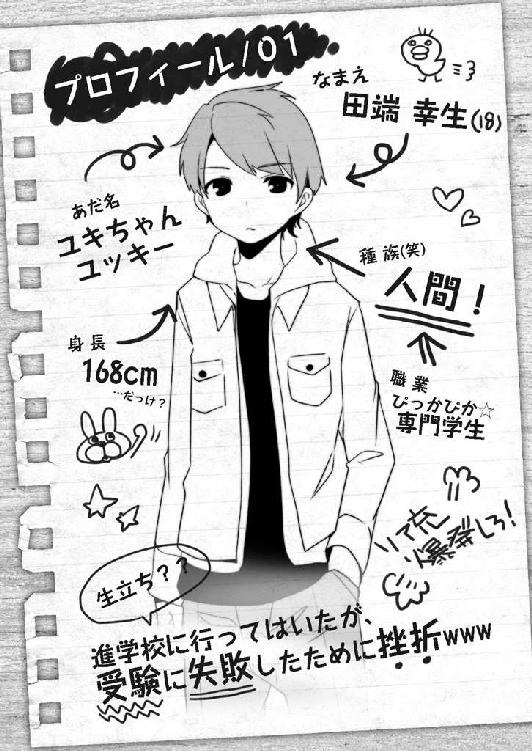 プロフィール/01
なまえ
田端 幸生(18)
あだ名
ユキちゃん
ユッキー
種族(笑)
人間！
身長
168cm
…だっけ？
職業
ぴっかぴか☆
専門学生
リア充
爆発しろ！
生立ち？？
進学校に行ってはいたが、
受験に失敗したために挫折www